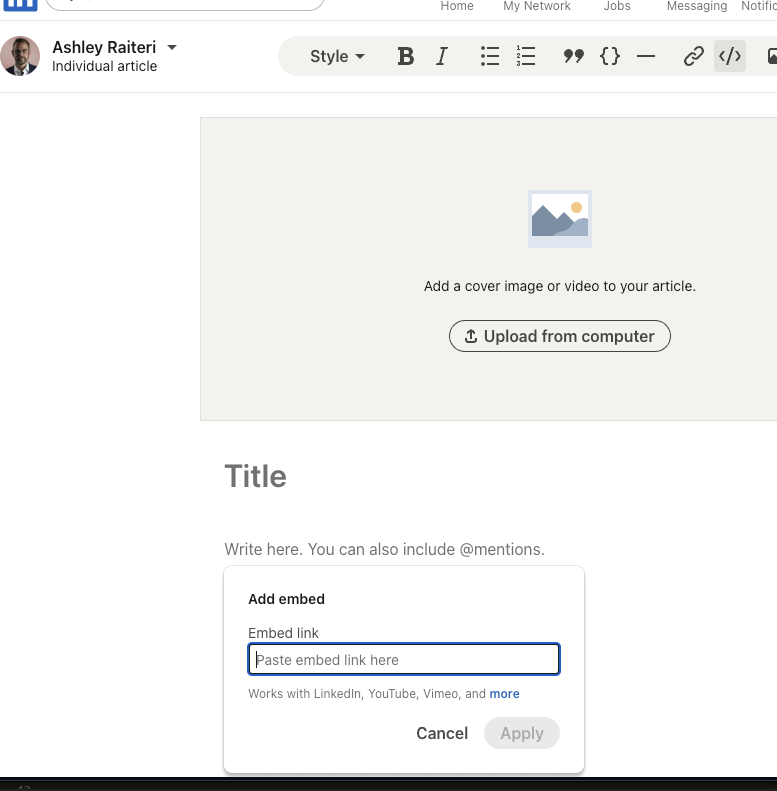 Home My Network Jobs Messaging
Ashley Raiteri
Individual article
Style B I {} </>
Add a cover image or video to your article.
Upload from computer
Title
Write here. You can also include @mentions.
Add embed
Embed link
Paste embed link here
Works with LinkedIn, YouTube, Vimeo, and more
Cancel Apply